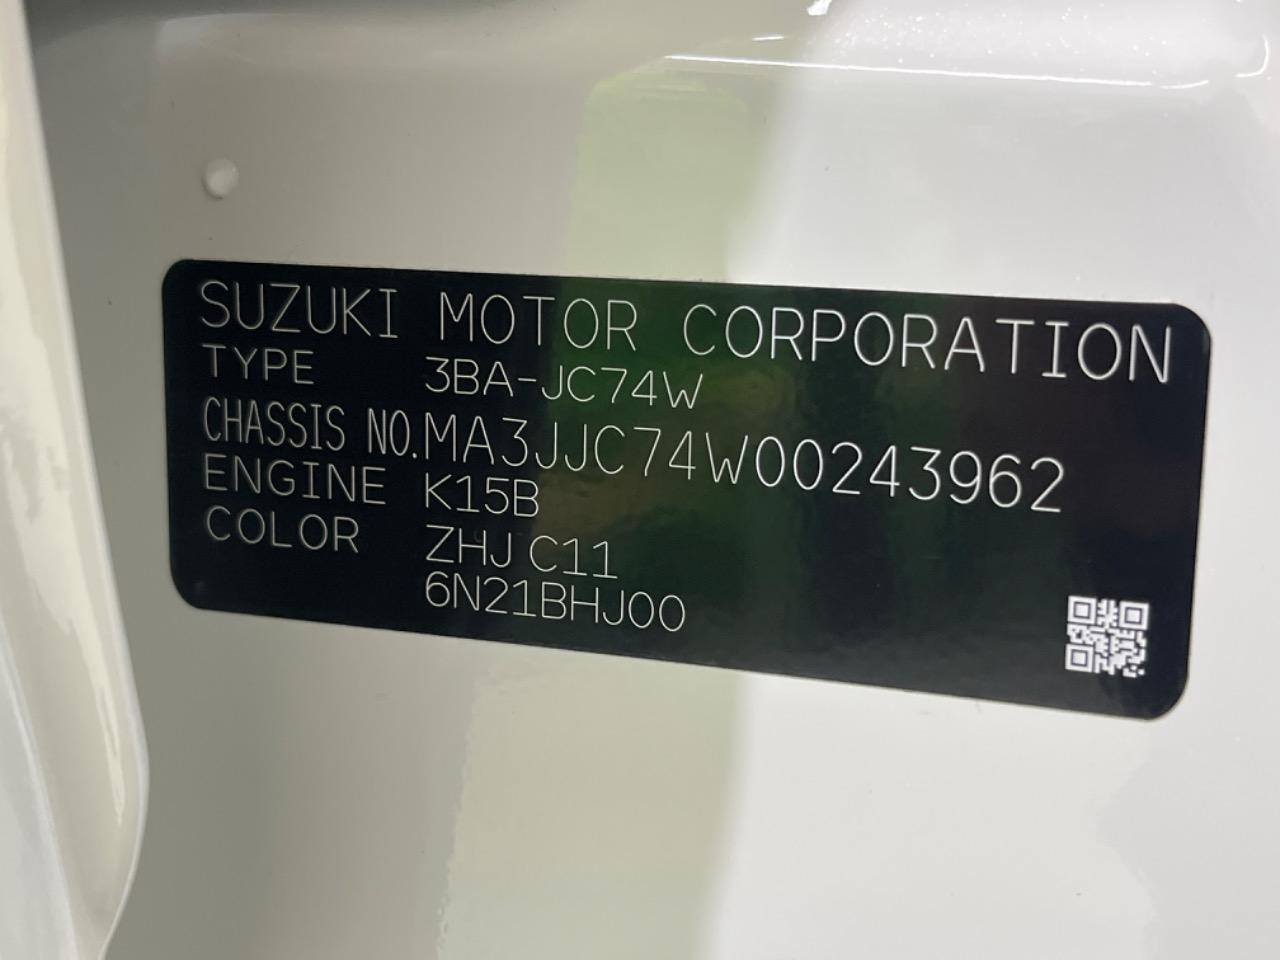 SUZUKI MOTOR CORPORATION
TYPE 3BA-JC74W
CHASSIS NO. MA3JJC74W00243962
ENGINE K15B
COLOR ZHJ C11
6N21BHJ00